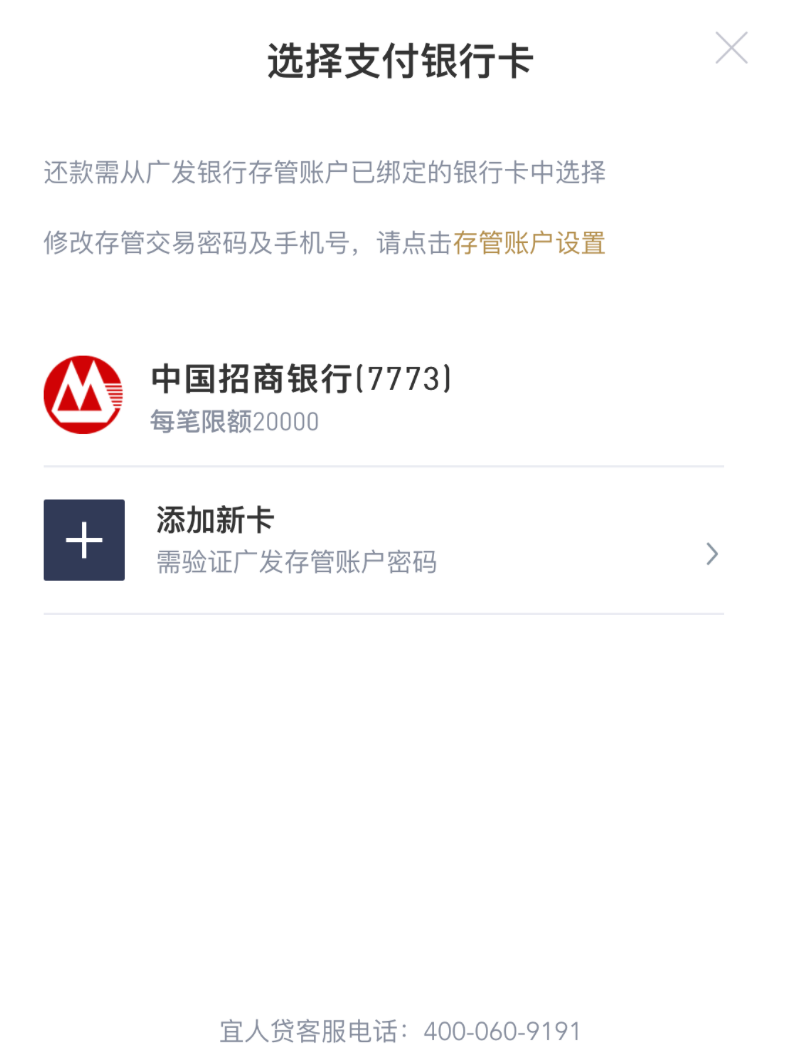 选择支付银行卡
还款需从广发银行存管账户已绑定的银行卡中选择
修改存管交易密码及手机号，请点击存管账户设置
中国招商银行(7773)
每笔限额20000
添加新卡
需验证广发存管账户密码
宜人贷客服电话：400-060-9191